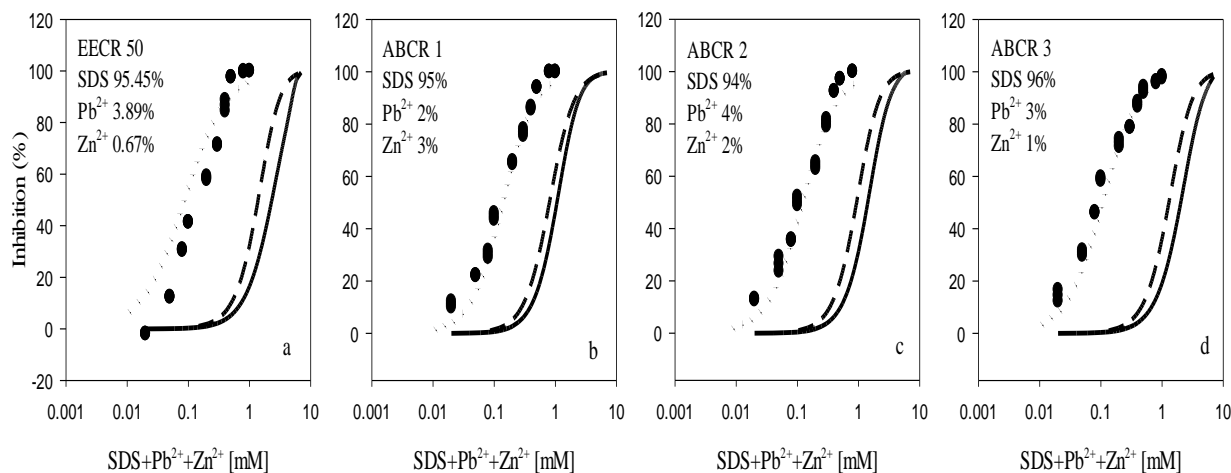 Inhibition (%)
120
100
80
60
40
20
0
-20
EECR 50
SDS 95.45%
Pb²⁺ 3.89%
Zn²⁺ 0.67%
a
0.001 0.01 0.1 1 10
SDS+Pb²⁺+Zn²⁺ [mM]
120
100
80
60
40
20
0
ABCR 1
SDS 95%
Pb²⁺ 2%
Zn²⁺ 3%
b
0.001 0.01 0.1 1 10
SDS+Pb²⁺+Zn²⁺ [mM]
120
100
80
60
40
20
0
ABCR 2
SDS 94%
Pb²⁺ 4%
Zn²⁺ 2%
c
0.001 0.01 0.1 1 10
SDS+Pb²⁺+Zn²⁺ [mM]
120
100
80
60
40
20
0
ABCR 3
SDS 96%
Pb²⁺ 3%
Zn²⁺ 1%
d
0.001 0.01 0.1 1 10
SDS+Pb²⁺+Zn²⁺ [mM]